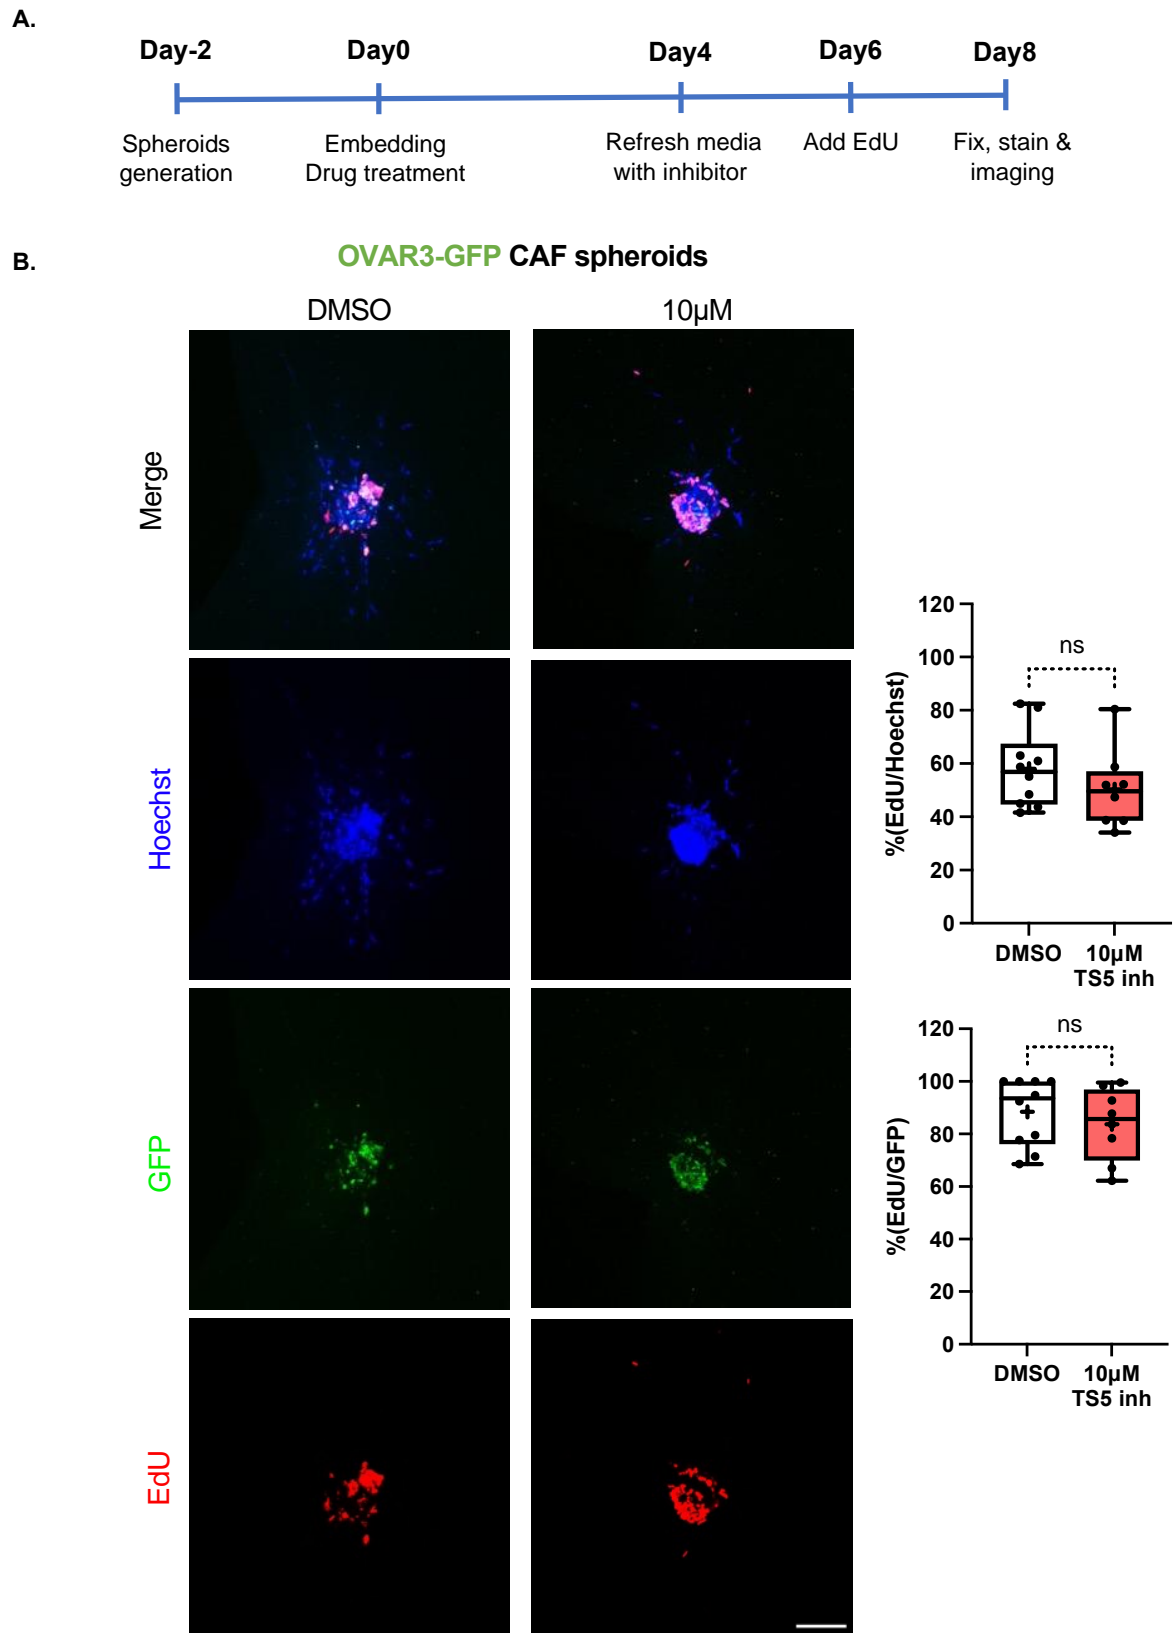 A.
Day-2 Day0 Day4 Day6 Day8
Spheroids generation
Embedding Drug treatment
Refresh media with inhibitor
Add EdU
Fix, stain & imaging
B.
OVAR3-GFP CAF spheroids
DMSO 10µM
Merge
Hoechst
GFP
EdU
%(EdU/Hoechst)
120
100
80
60
40
20
0
ns
DMSO 10µM
TS5 inh
%(EdU/GFP)
120
100
80
60
40
20
0
ns
DMSO 10µM
TS5 inh